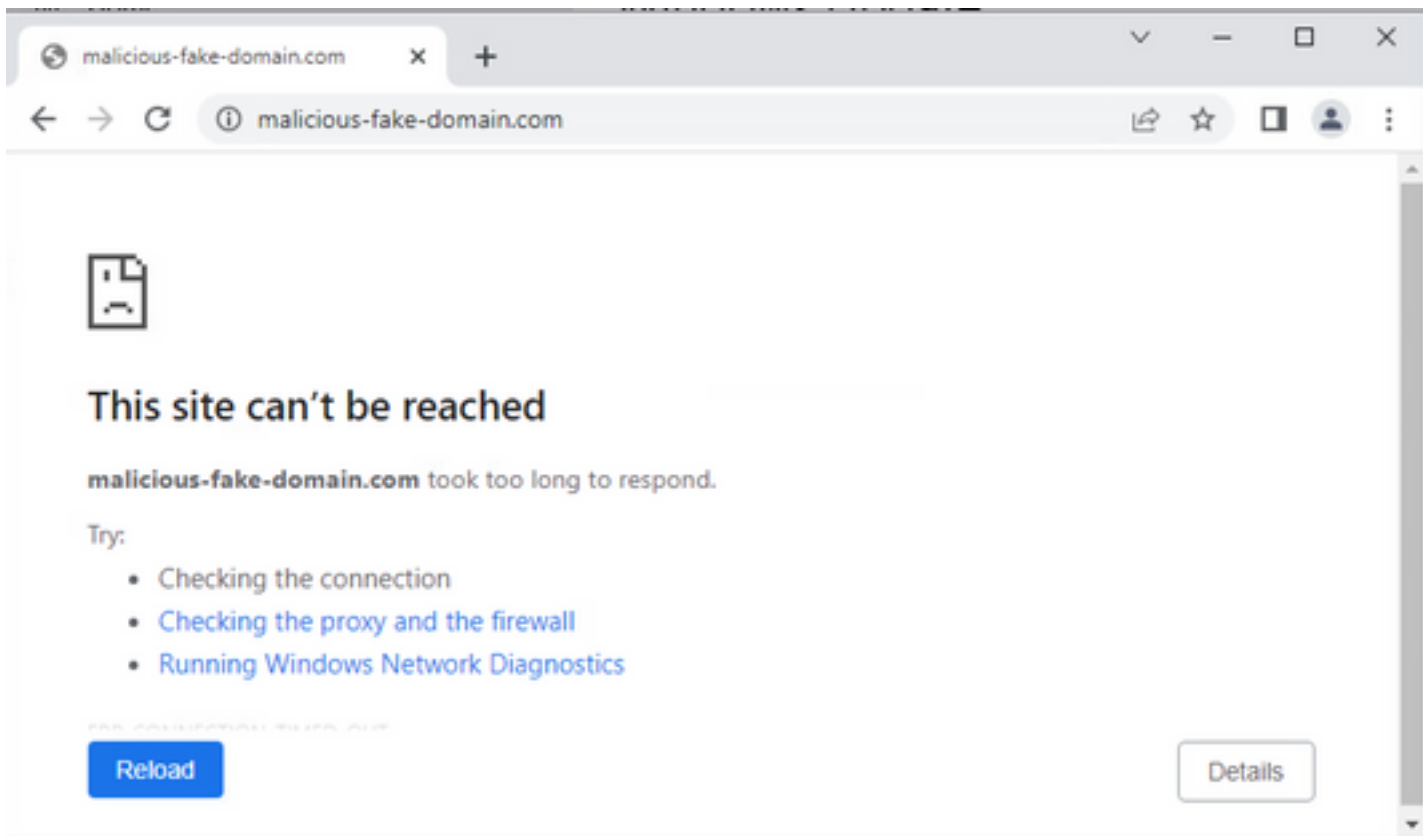 malicious-fake-domain.com
malicious-fake-domain.com
This site can't be reached
malicious-fake-domain.com took too long to respond.
Try:
• Checking the connection
• Checking the proxy and the firewall
• Running Windows Network Diagnostics
ERR_CONNECTION_TIMED_OUT
Reload
Details